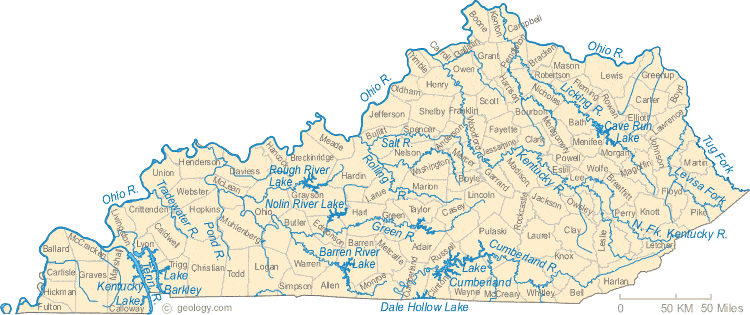 Boone
Kenton
Campbell
Gallatin
Pendleton
Bracken
Carroll
Grant
Ohio R.
Mason
Trimble
Owen
Robertson
Lewis
Greenup
Ohio R.
Henry
Harrison
Nicholas
Fleming
Rowan
Carter
Boyd
Oldham
Licking R.
Scott
Elliott
Lawrence
Jefferson
Shelby
Franklin
Bourbon
Bath
Cave Run
Lake
Bullitt
Spencer
Anderson
Woodford
Fayette
Montgomery
Menifee
Morgan
Johnson
Tug Fork
Meade
Salt R.
Clark
Powell
Magoffin
Martin
Hancock
Nelson
Mercer
Jessamine
Estill
Wolfe
Levisa Fork
Henderson
Breckinridge
Rolling F.
Washington
Madison
Kentucky R.
Lee
Breathitt
Floyd
Union
Daviess
Rough River
Lake
Hardin
Boyle
Garrard
Jackson
Owsley
Pike
Webster
McLean
Grayson
Larue
Marion
Lincoln
Rockcastle
Perry
Knott
Ohio R.
Tradewater R.
Hopkins
Ohio
Nolin River Lake
Hart
Green
Taylor
Casey
Leslie
N. Fk. Kentucky R.
Crittenden
Pond R.
Muhlenberg
Butler
Edmonson
Green R.
Pulaski
Laurel
Clay
Letcher
Livingston
Caldwell
Barren
Adair
Ballard
McCracken
Lyon
Warren
Barren River
Lake
Metcalfe
Russell
Cumberland R.
Knox
Carlisle
Graves
Marshall
Tenn. R.
Trigg
Christian
Todd
Logan
Lake
Cumberland
Harlan
Hickman
Kentucky
Lake
Lake
Barkley
Simpson
Allen
Monroe
Cumberland
Clinton
Wayne
McCreary
Whitley
Bell
Fulton
Calloway
© geology.com
Dale Hollow Lake
0 50 KM 50 Miles